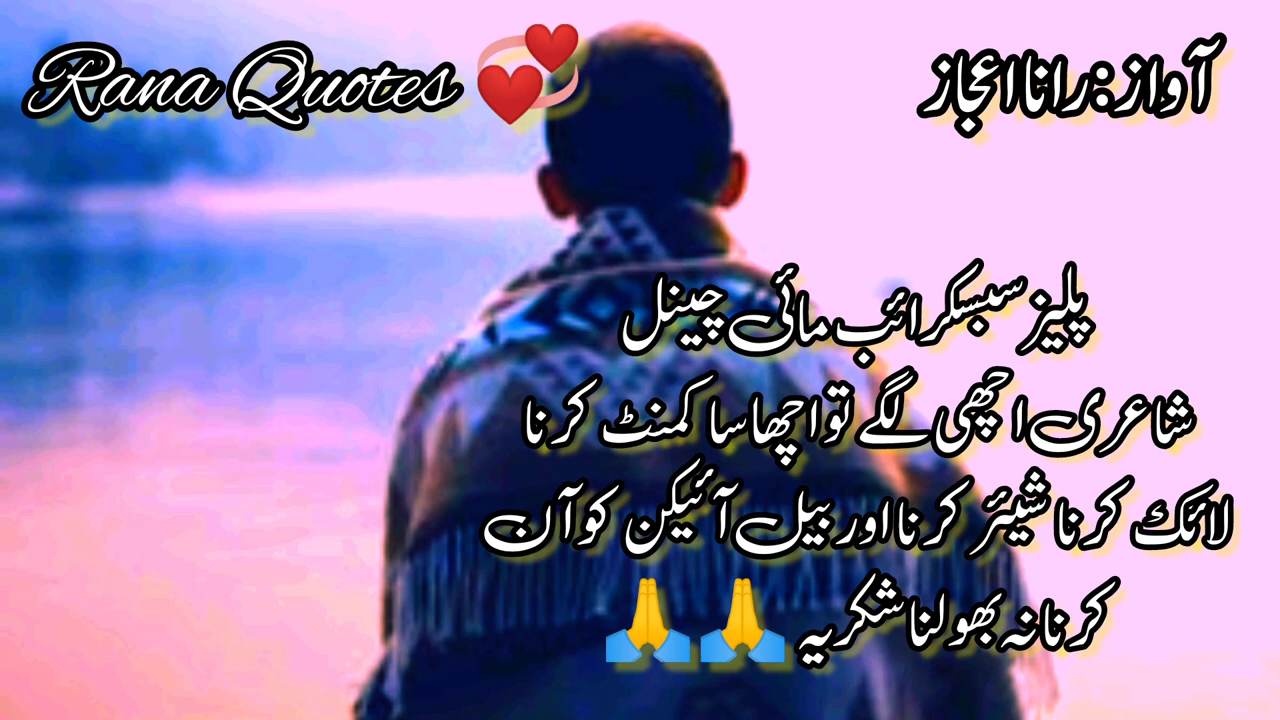 Rana Quotes 💞
آواز:رانا اعجاز
پلیز سبسکرائب مائی چینل
شاعری اچھی لگے تو اچھا سا کمنٹ کرنا
لائک کرنا شیئر کرنا اور بیل آئیکن کو آن
کرنا نہ بھولنا شکریہ 🙏🙏